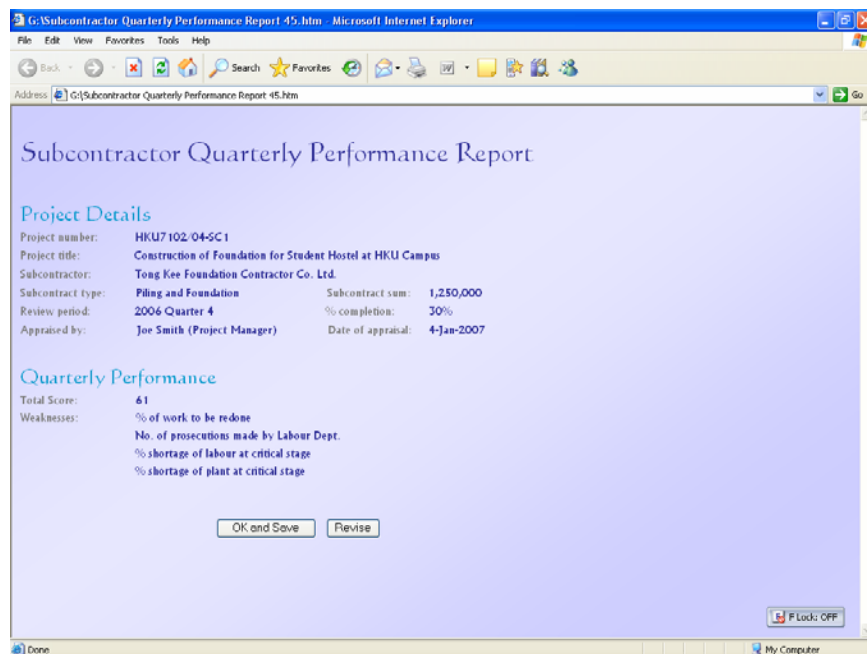 G:\Subcontractor Quarterly Performance Report 45.htm - Microsoft Internet Explorer
File Edit View Favorites Tools Help
Back Search Favorites
Address G:\Subcontractor Quarterly Performance Report 45.htm Go
Subcontractor Quarterly Performance Report
Project Details
Project number: HKU7102/04-SC1
Project title: Construction of Foundation for Student Hostel at HKU Campus
Subcontractor: Tong Kee Foundation Contractor Co. Ltd.
Subcontract type: Piling and Foundation Subcontract sum: 1,250,000
Review period: 2006 Quarter 4 % completion: 30%
Appraised by: Joe Smith (Project Manager) Date of appraisal: 4-Jan-2007
Quarterly Performance
Total Score: 61
Weaknesses: % of work to be redone
No. of prosecutions made by Labour Dept.
% shortage of labour at critical stage
% shortage of plant at critical stage
OK and Save Revise
F Lock: OFF
Done My Computer